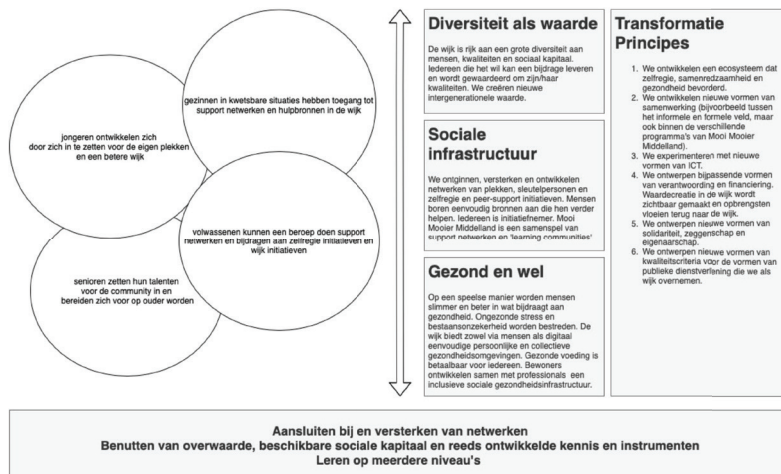 gezinnen in kwetsbare situaties hebben toegang tot
support netwerken en hulpbronnen in de wijk
jongeren ontwikkelen zich
door zich in te zetten voor de eigen plekken
en een betere wijk
volwassenen kunnen een beroep doen support
netwerken en bijdragen aan zelfregie initiatieven en
wijk initiatieven
senioren zetten hun talenten
voor de community in en
bereiden zich voor op ouder worden
Diversiteit als waarde
De wijk is rijk aan een grote diversiteit aan
mensen, kwaliteiten en sociaal kapitaal.
Iedereen die het wil kan een bijdrage leveren
en wordt gewaardeerd om zijn/haar
kwaliteiten. We creëren nieuwe
intergenerationele waarde.
Sociale
infrastructuur
We ontginnen, versterken en ontwikkelen
netwerken van plekken, sleutelpersonen en
zelfregie en peer-support initiatieven. Mensen
boren eenvoudig bronnen aan die hen verder
helpen. Iedereen is initiatiefnemer. Mooi
Mooier Middelland is een samenspel van
support netwerken en 'learning communities'
Gezond en wel
Op een speelse manier worden mensen
slimmer en beter in wat bijdraagt aan
gezondheid. Ongezonde stress en
bestaansonzekerheid worden bestreden. De
wijk biedt zowel via mensen als digitaal
eenvoudige persoonlijke en collectieve
gezondheidsomgevingen. Gezonde voeding is
betaalbaar voor iedereen. Bewoners
ontwikkelen samen met professionals een
inclusieve sociale gezondheidsinfrastructuur.
Transformatie
Principes
1. We ontwikkelen een ecosysteem dat
zelfregie, samenredzaamheid en
gezondheid bevorderd.
2. We ontwikkelen nieuwe vormen van
samenwerking (bijvoorbeeld tussen
het informele en formele veld, maar
ook binnen de verschillende
programma's van Mooi Mooier
Middelland).
3. We experimenteren met nieuwe
vormen van ICT.
4. We ontwerpen bijpassende vormen
van verantwoording en financiering.
Waardecreatie in de wijk wordt
zichtbaar gemaakt en opbrengsten
vloeien terug naar de wijk.
5. We ontwerpen nieuwe vormen van
solidariteit, zeggenschap en
eigenaarschap.
6. We ontwerpen nieuwe vormen van
kwaliteitscriteria voor de vormen van
publieke dienstverlening die we als
wijk overnemen.
Aansluiten bij en versterken van netwerken
Benutten van overwaarde, beschikbare sociale kapitaal en reeds ontwikkelde kennis en instrumenten
Leren op meerdere niveau's